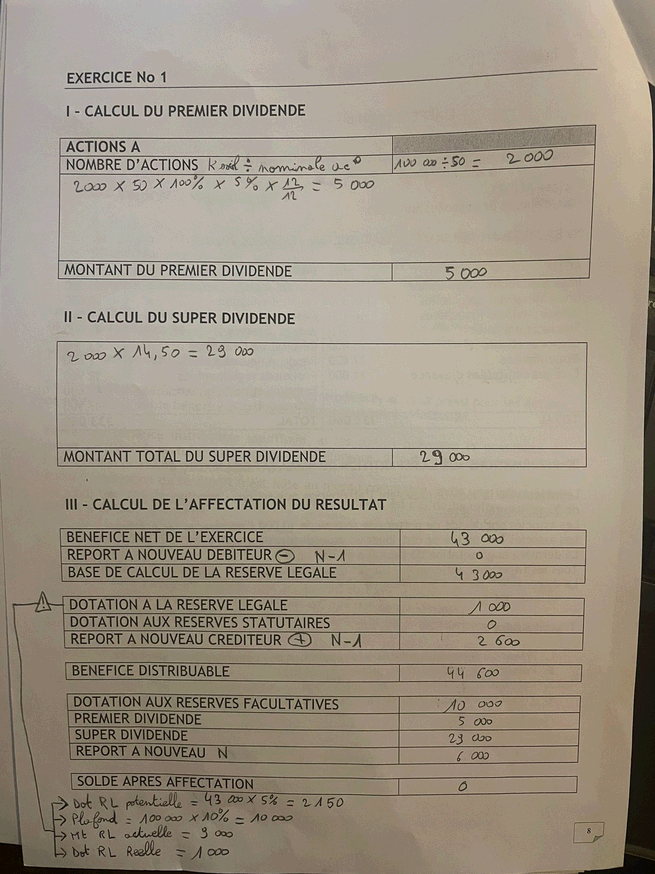 EXERCICE No 1
I - CALCUL DU PREMIER DIVIDENDE
ACTIONS A
NOMBRE D'ACTIONS ÷ nominale 100 000 ÷ 50 = 2 000
2000 X 50 X 100% X 5% X 12/12 = 5 000
MONTANT DU PREMIER DIVIDENDE 5 000
II - CALCUL DU SUPER DIVIDENDE
2 000 X 14,50 = 29 000
MONTANT TOTAL DU SUPER DIVIDENDE 29 000
III - CALCUL DE L'AFFECTATION DU RESULTAT
BENEFICE NET DE L'EXERCICE 43 000
REPORT A NOUVEAU DEBITEUR - N-1 0
BASE DE CALCUL DE LA RESERVE LEGALE 43 000
DOTATION A LA RESERVE LEGALE 1 000
DOTATION AUX RESERVES STATUTAIRES 0
REPORT A NOUVEAU CREDITEUR + N-1 2 600
BENEFICE DISTRIBUABLE 44 600
DOTATION AUX RESERVES FACULTATIVES 10 000
PREMIER DIVIDENDE 5 000
SUPER DIVIDENDE 23 000
REPORT A NOUVEAU N 6 000
SOLDE APRES AFFECTATION 0
→ Dot RL potentielle = 43 000 X 5% = 2 150
→ Plafond = 100 000 X 10% = 10 000
→ Mt RL actuelle = 9 000
→ Dot RL Réelle = 1 000
8